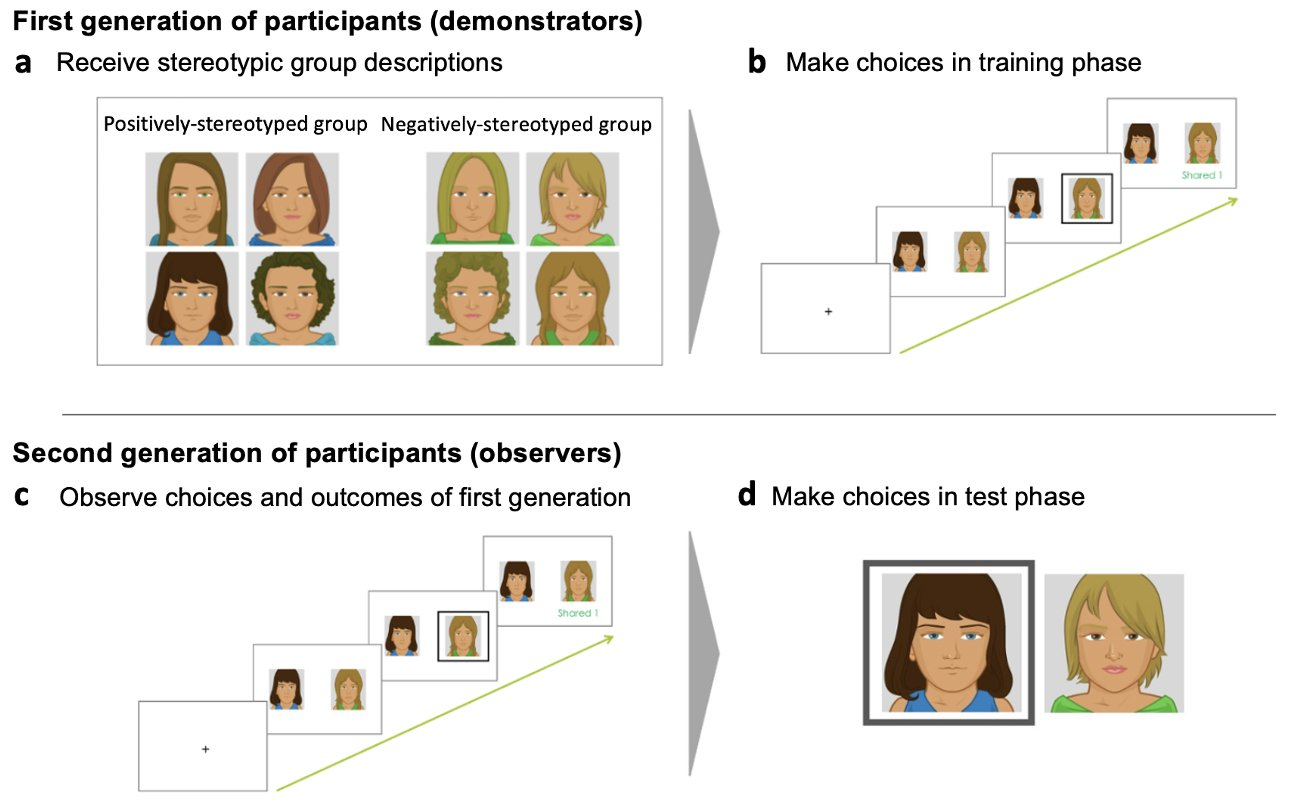 First generation of participants (demonstrators)
a Receive stereotypic group descriptions
b Make choices in training phase
Positively-stereotyped group Negatively-stereotyped group
Shared 1
+
Second generation of participants (observers)
c Observe choices and outcomes of first generation
d Make choices in test phase
Shared 1
+